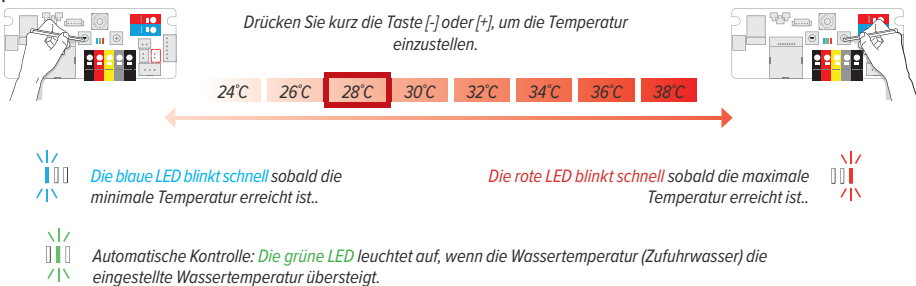 Drücken Sie kurz die Taste [-] oder [+], um die Temperatur
einzustellen.
24°C 26°C 28°C 30°C 32°C 34°C 36°C 38°C
Die blaue LED blinkt schnell sobald die
minimale Temperatur erreicht ist..
Die rote LED blinkt schnell sobald die maximale
Temperatur erreicht ist..
Automatische Kontrolle: Die grüne LED leuchtet auf, wenn die Wassertemperatur (Zufuhrwasser) die
eingestellte Wassertemperatur übersteigt.